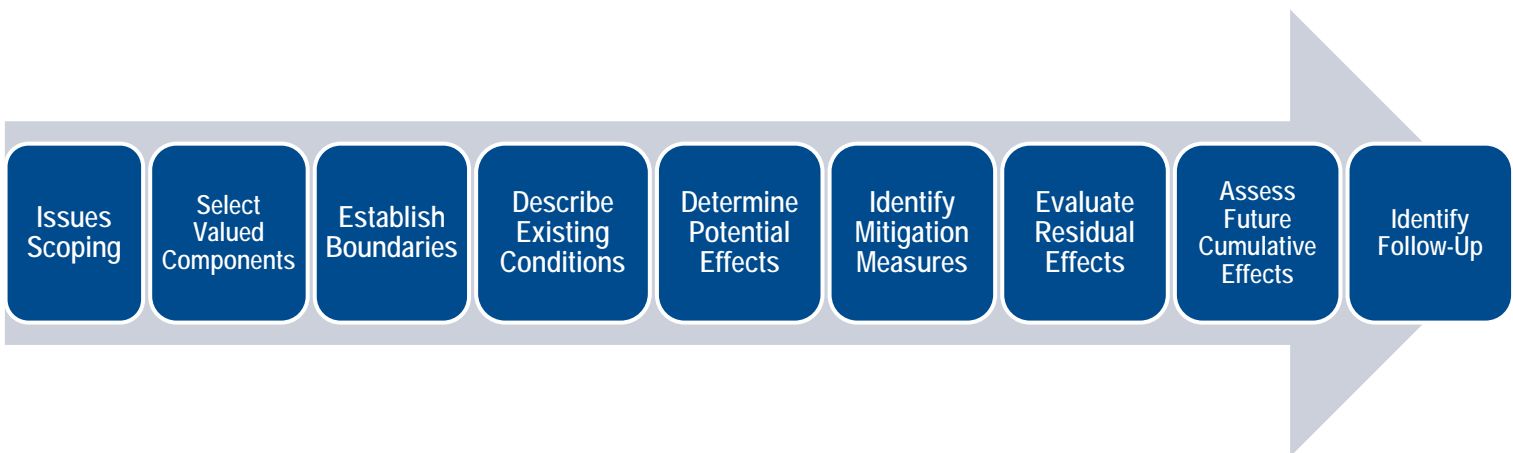 Issues
Scoping
Select
Valued
Components
Establish
Boundaries
Describe
Existing
Conditions
Determine
Potential
Effects
Identify
Mitigation
Measures
Evaluate
Residual
Effects
Assess
Future
Cumulative
Effects
Identify
Follow-Up